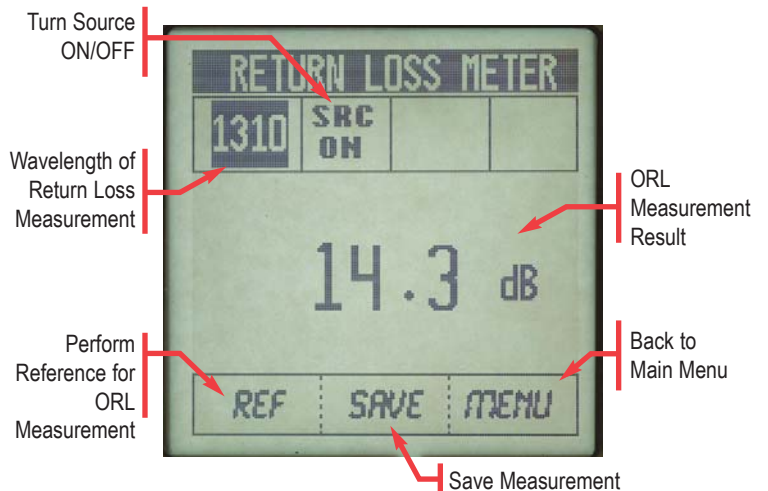 Turn Source
ON/OFF
RETURN LOSS METER
1310
SRC
ON
Wavelength of
Return Loss
Measurement
ORL
Measurement
Result
14.3 dB
Perform
Reference for
ORL
Measurement
Back to
Main Menu
REF
SAVE
MENU
Save Measurement